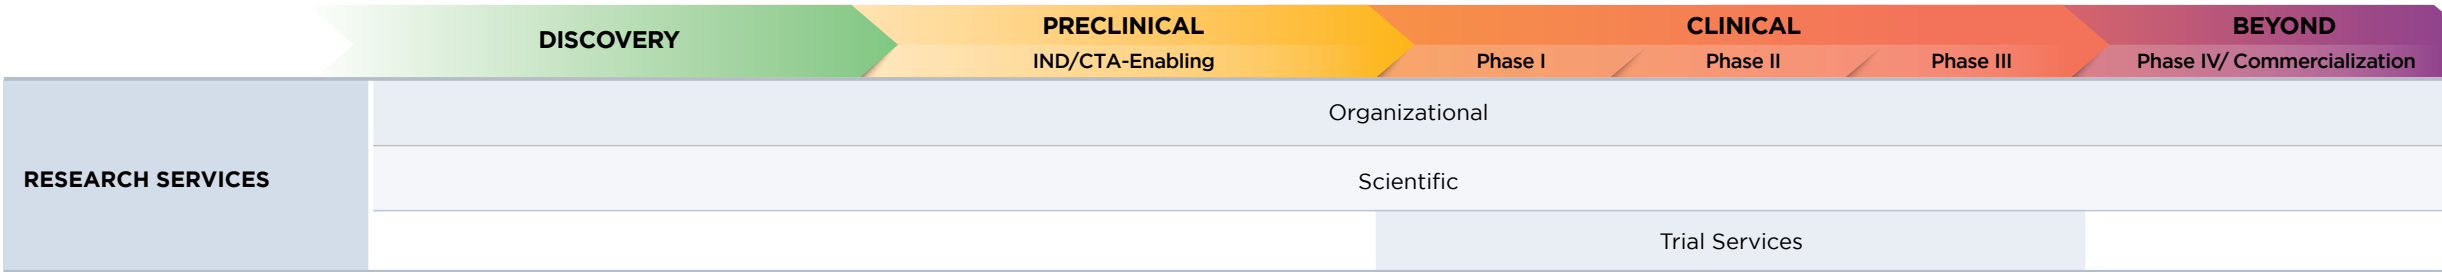 DISCOVERY
PRECLINICAL
IND/CTA-Enabling
CLINICAL
Phase I
Phase II
Phase III
BEYOND
Phase IV/ Commercialization
RESEARCH SERVICES
Organizational
Scientific
Trial Services